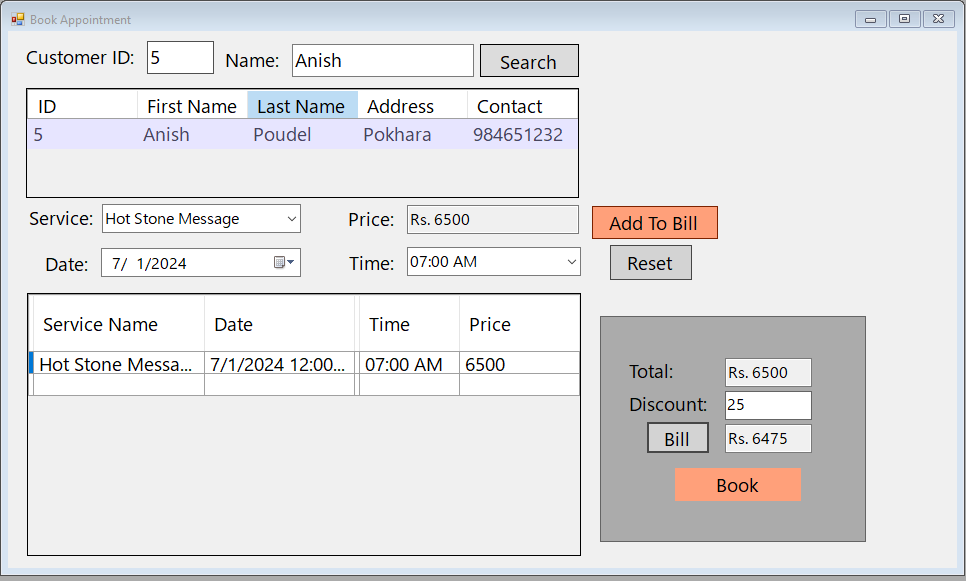 Book Appointment
Customer ID: 5 Name: Anish Search
ID First Name Last Name Address Contact
5 Anish Poudel Pokhara 984651232
Service: Hot Stone Message Price: Rs. 6500 Add To Bill
Date: 7/ 1/2024 Time: 07:00 AM Reset
Service Name Date Time Price
Hot Stone Messa... 7/1/2024 12:00... 07:00 AM 6500
Total: Rs. 6500
Discount: 25
Bill Rs. 6475
Book